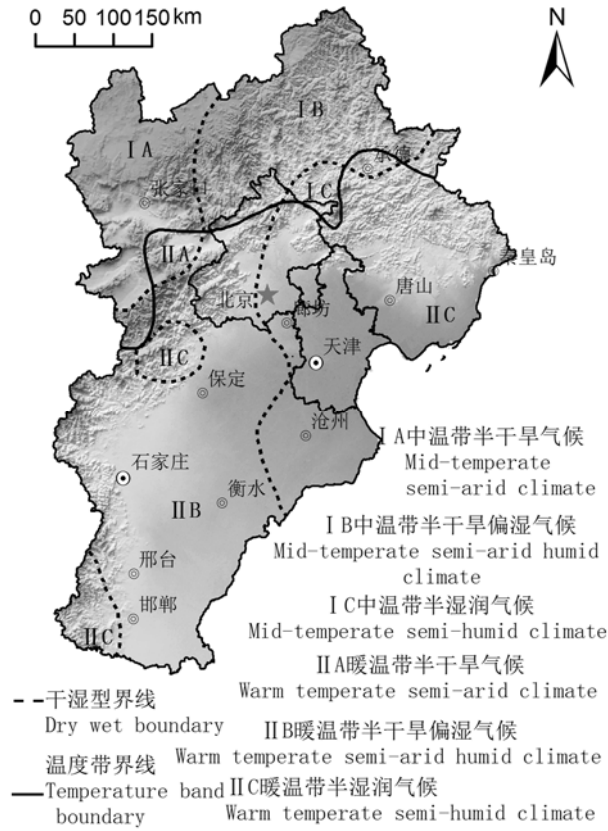 0 50 100 150 km
N
ⅠB
ⅠA
承德
ⅠC
张家
ⅡA
秦皇岛
北京
唐山
廊坊
ⅡC
天津
ⅡC
保定
沧州
石家庄
衡水
ⅡB
邢台
邯郸
ⅡC
ⅠA中温带半干旱气候
Mid-temperate
semi-arid climate
ⅠB中温带半干旱偏湿气候
Mid-temperate semi-arid humid
climate
ⅠC中温带半湿润气候
Mid-temperate semi-humid climate
ⅡA暖温带半干旱气候
Warm temperate semi-arid climate
干湿型界线
Dry wet boundary
ⅡB暖温带半干旱偏湿气候
Warm temperate semi-arid humid climate
温度带界线
Temperature band
boundary
ⅡC暖温带半湿润气候
Warm temperate semi-humid climate